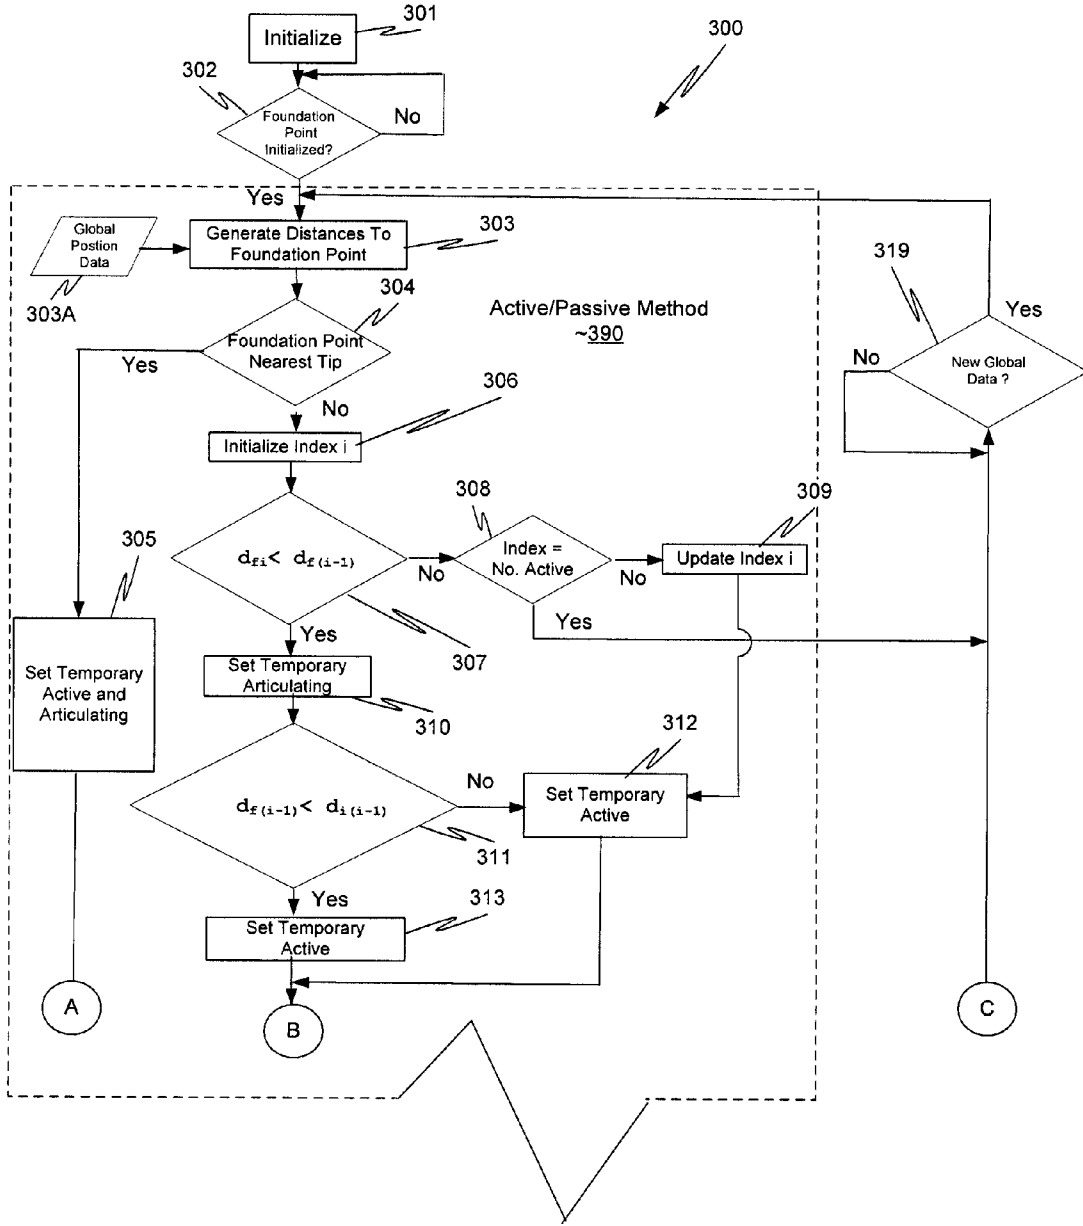 301
Initialize
300
302
Foundation
Point
Initialized?
No
Yes
Global
Postion
Data
Generate Distances To
Foundation Point
303
303A
304
319
Active/Passive Method
~390
Yes
Foundation Point
Nearest Tip
Yes
No
New Global
Data ?
No
306
Initialize Index i
308
309
305
d_fi < d_f(i-1)
No
Index =
No. Active
No
Update Index i
Yes
Yes
307
Set Temporary
Articulating
Set Temporary
Active and
Articulating
310
312
No
d_f(i-1) < d_i(i-1)
Set Temporary
Active
311
Yes
313
Set Temporary
Active
A
B
C